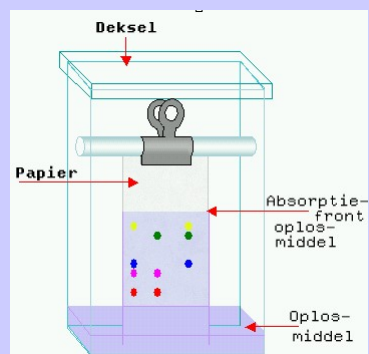 Deksel
Papier
Absorptie-
front
oplos-
middel
Oplos-
middel